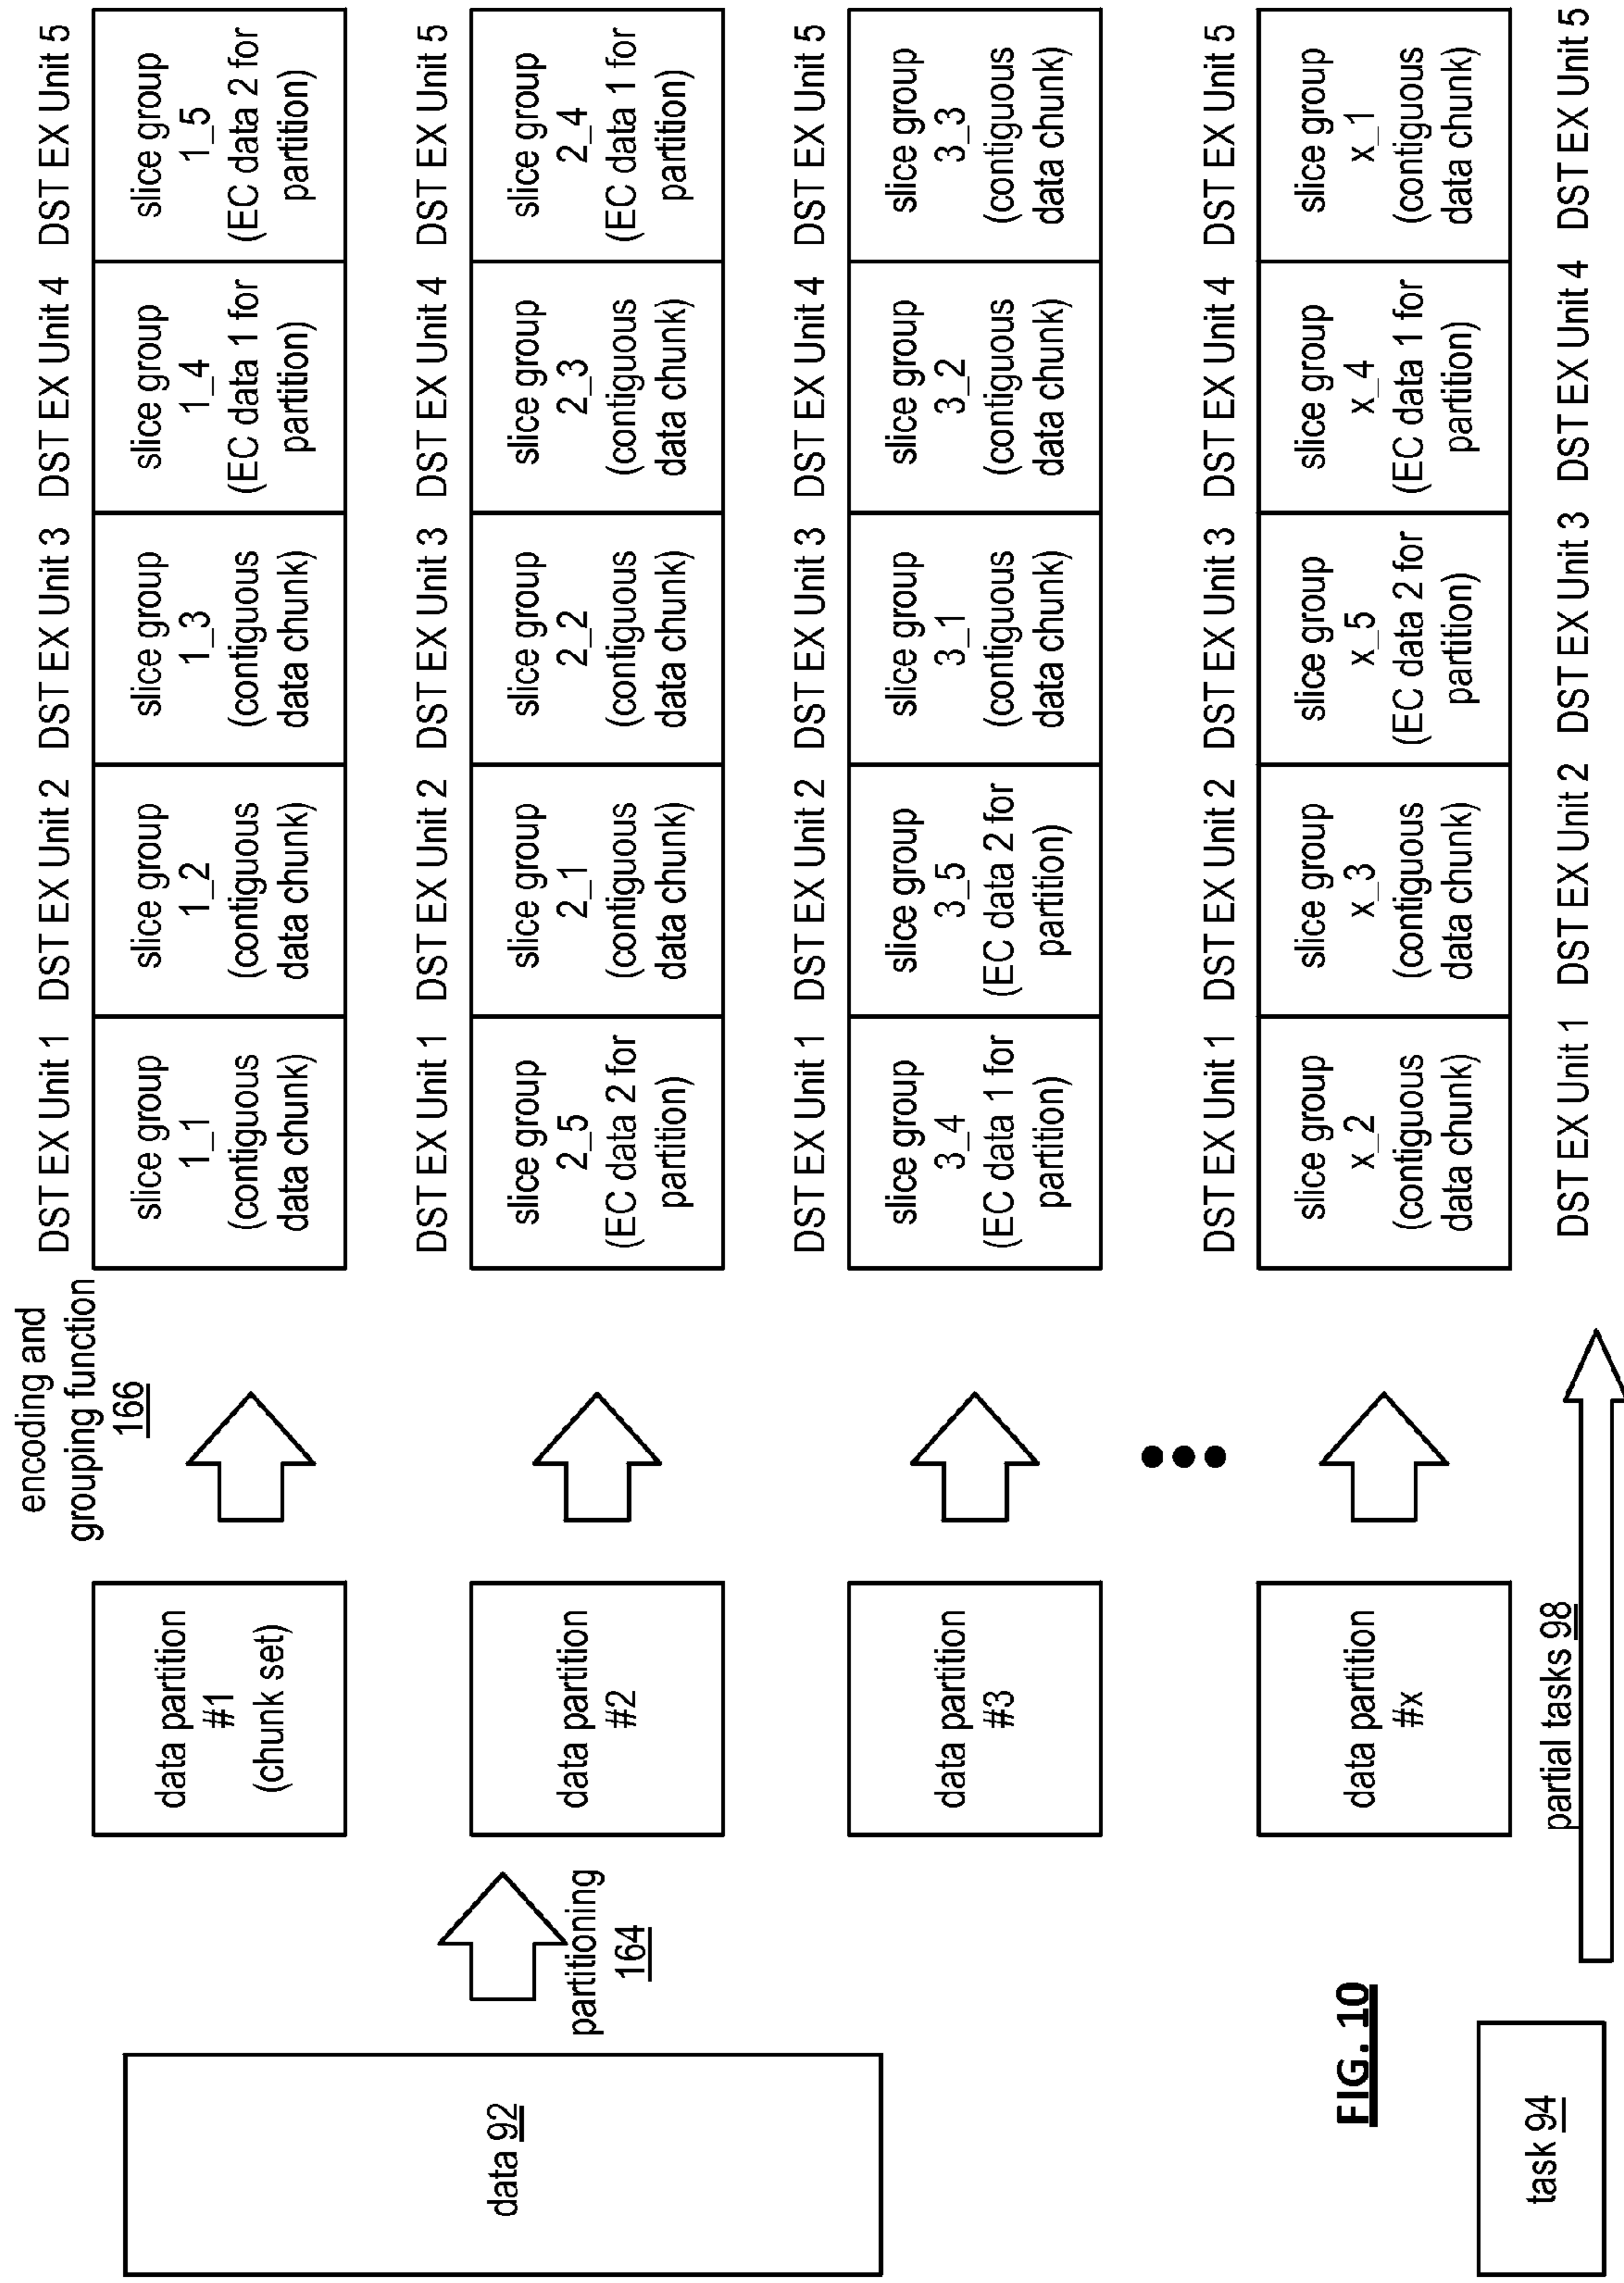 data 92
partitioning
164
data partition
#1
(chunk set)
data partition
#2
data partition
#3
data partition
#x
encoding and
grouping function
166
DST EX Unit 1 DST EX Unit 2 DST EX Unit 3 DST EX Unit 4 DST EX Unit 5
slice group
1_1
(contiguous
data chunk)
slice group
1_2
(contiguous
data chunk)
slice group
1_3
(contiguous
data chunk)
slice group
1_4
(EC data 1 for
partition)
slice group
1_5
(EC data 2 for
partition)
DST EX Unit 1 DST EX Unit 2 DST EX Unit 3 DST EX Unit 4 DST EX Unit 5
slice group
2_5
(EC data 2 for
partition)
slice group
2_1
(contiguous
data chunk)
slice group
2_2
(contiguous
data chunk)
slice group
2_3
(contiguous
data chunk)
slice group
2_4
(EC data 1 for
partition)
DST EX Unit 1 DST EX Unit 2 DST EX Unit 3 DST EX Unit 4 DST EX Unit 5
slice group
3_4
(EC data 1 for
partition)
slice group
3_5
(EC data 2 for
partition)
slice group
3_1
(contiguous
data chunk)
slice group
3_2
(contiguous
data chunk)
slice group
3_3
(contiguous
data chunk)
DST EX Unit 1 DST EX Unit 2 DST EX Unit 3 DST EX Unit 4 DST EX Unit 5
slice group
x_2
(contiguous
data chunk)
slice group
x_3
(contiguous
data chunk)
slice group
x_5
(EC data 2 for
partition)
slice group
x_4
(EC data 1 for
partition)
slice group
x_1
(contiguous
data chunk)
FIG. 10
task 94
partial tasks 98
DST EX Unit 1 DST EX Unit 2 DST EX Unit 3 DST EX Unit 4 DST EX Unit 5